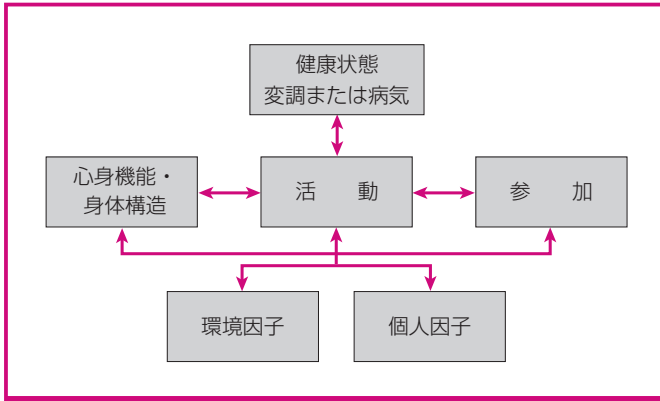 健康状態
変調または病気
心身機能・
身体構造
活　動
参　加
環境因子
個人因子